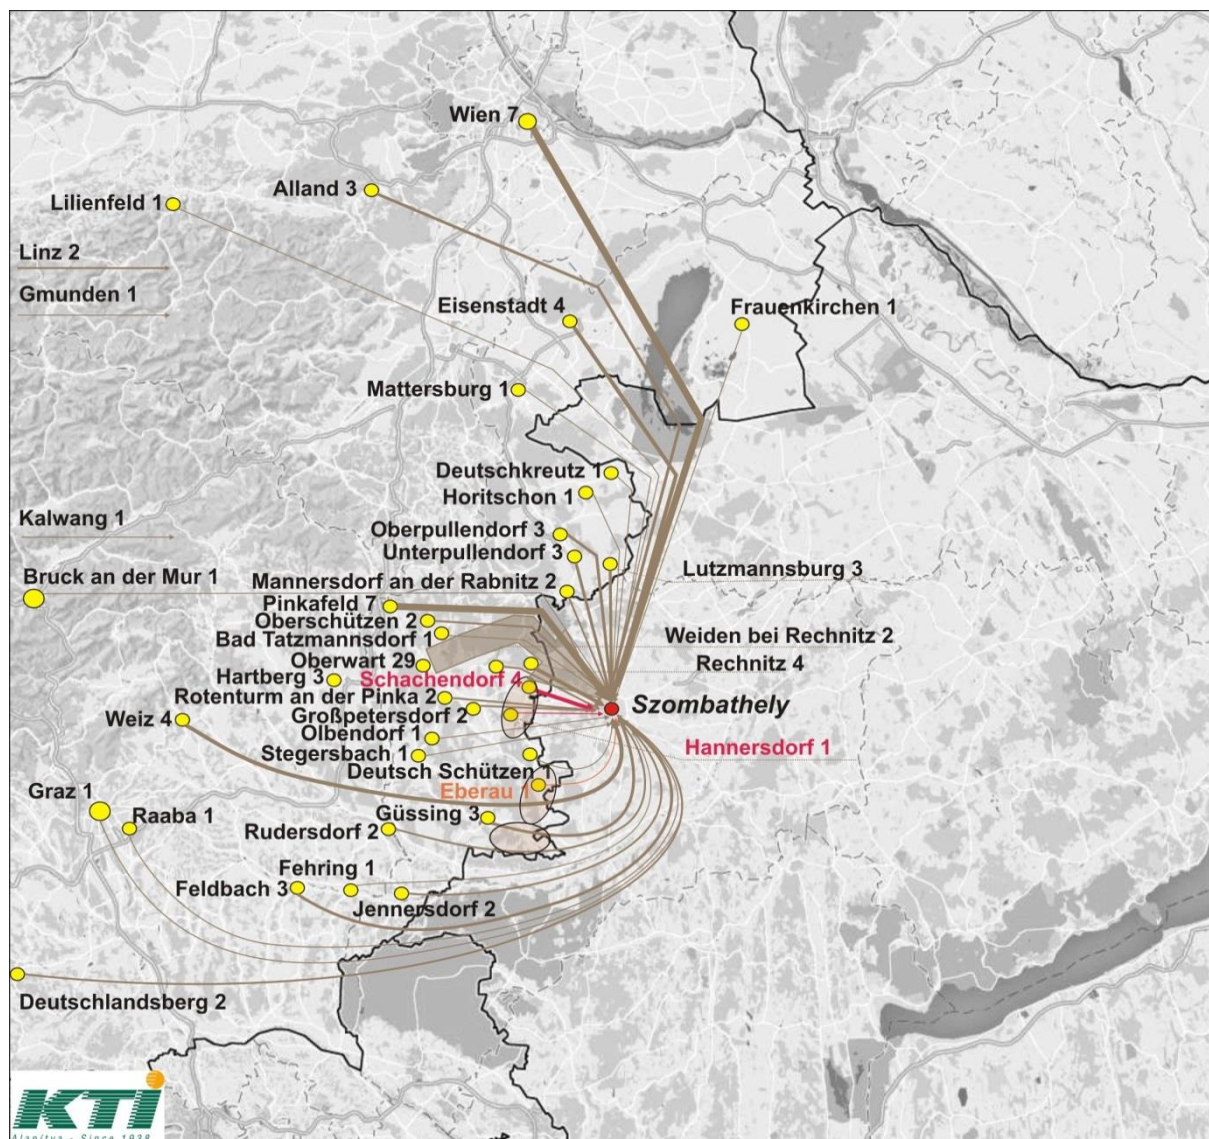 Wien 7
Alland 3
Lilienfeld 1
Linz 2
Gmunden 1
Eisenstadt 4
Frauenkirchen 1
Mattersburg 1
Deutschkreutz 1
Horitschon 1
Kalwang 1
Oberpullendorf 3
Unterpullendorf 3
Lutzmannsburg 3
Bruck an der Mur 1
Mannersdorf an der Rabnitz 2
Pinkafeld 7
Oberschützen 2
Bad Tatzmannsdorf 1
Weiden bei Rechnitz 2
Oberwart 29
Rechnitz 4
Hartberg 3
Schachendorf 4
Rotenturm an der Pinka 2
Szombathely
Weiz 4
Großpetersdorf 2
Olbendorf 1
Hannersdorf 1
Stegersbach 1
Deutsch Schützen 1
Eberau 1
Graz 1
Raaba 1
Güssing 3
Rudersdorf 2
Fehring 1
Feldbach 3
Jennersdorf 2
Deutschlandsberg 2
KTI
Alapítva - Since 1938